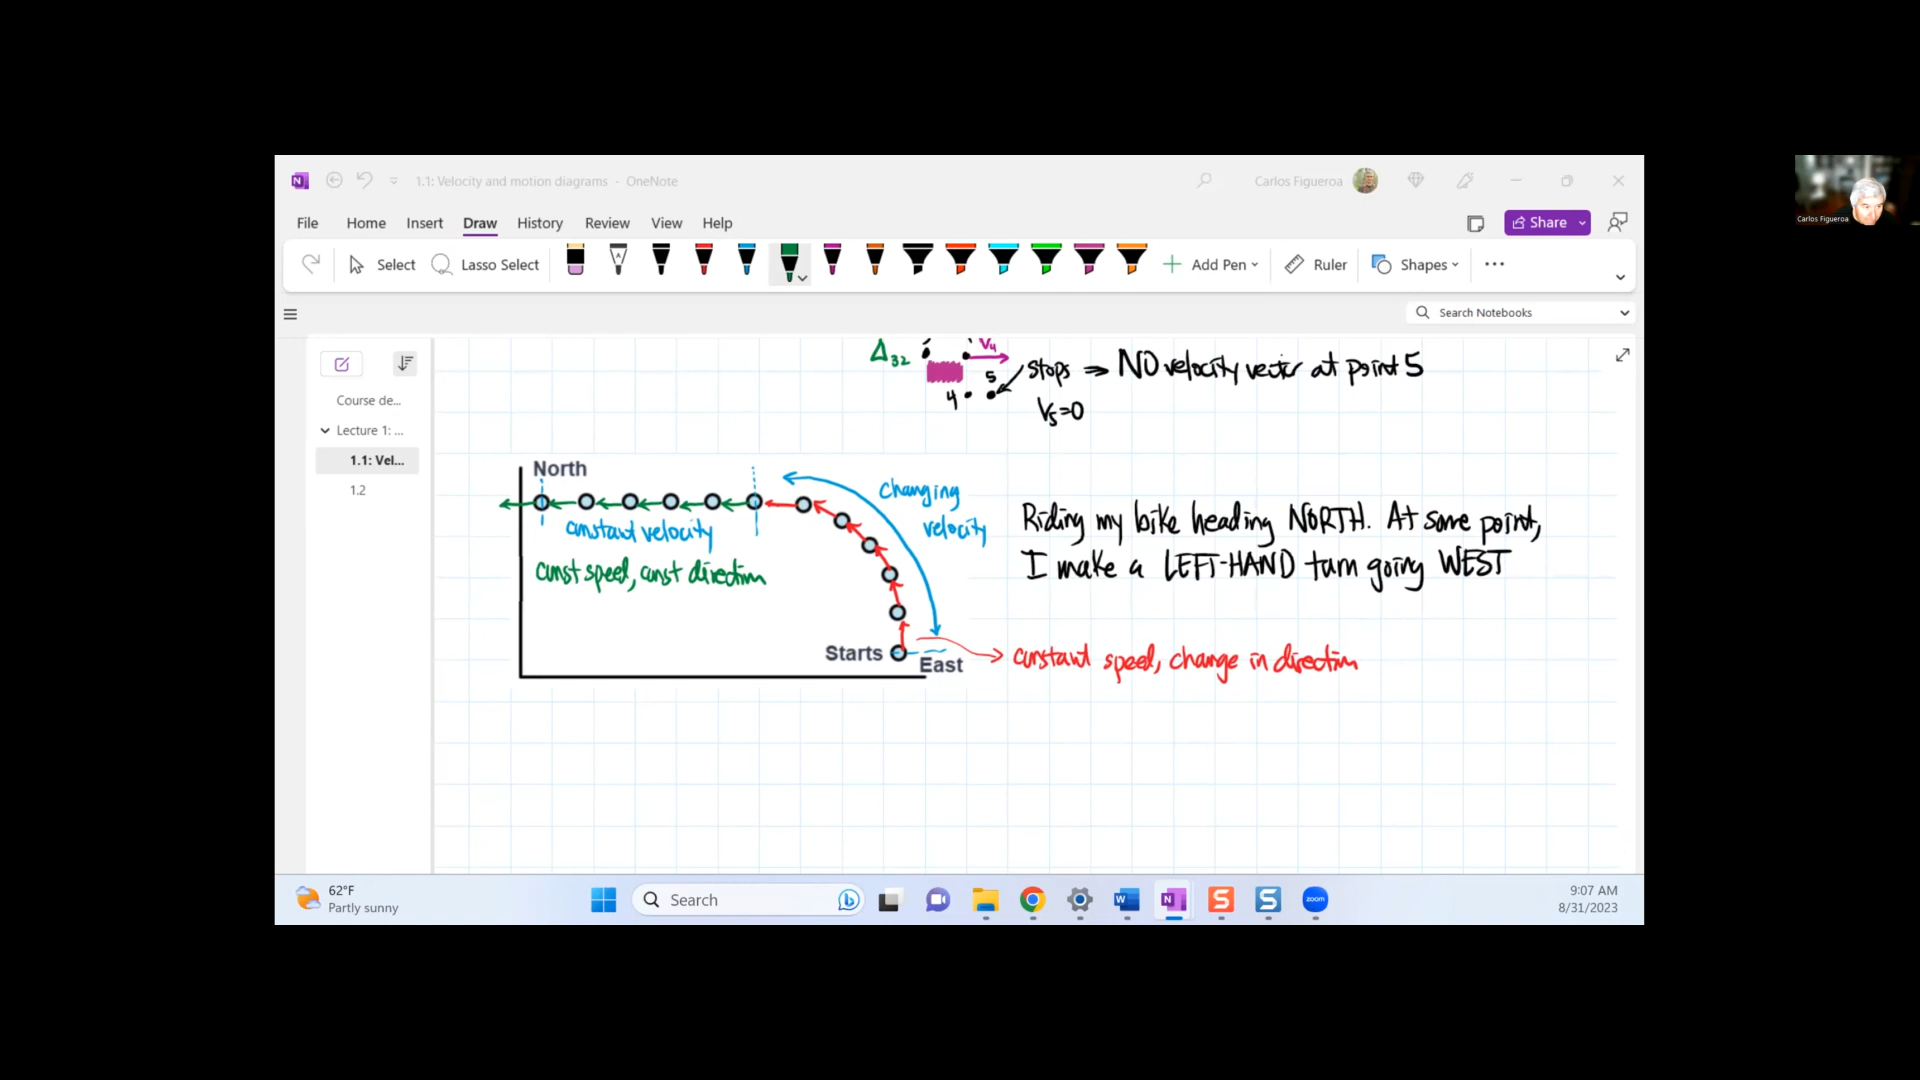 1.1: Velocity and motion diagrams - OneNote
Carlos Figueroa
File Home Insert Draw History Review View Help
Share
Select Lasso Select Add Pen Ruler Shapes
Search Notebooks
Course de...
Lecture 1: ...
1.1: Vel...
1.2
Δ32 V4
stops ⇒ NO velocity vector at point 5
5
4
V5=0
North
changing
velocity
constant velocity
const speed, const direction
Riding my bike heading NORTH. At some point,
I make a LEFT-HAND turn going WEST
Starts
East
constant speed, change in direction
Carlos Figueroa
62°F
Partly sunny
Search
zoom
9:07 AM
8/31/2023